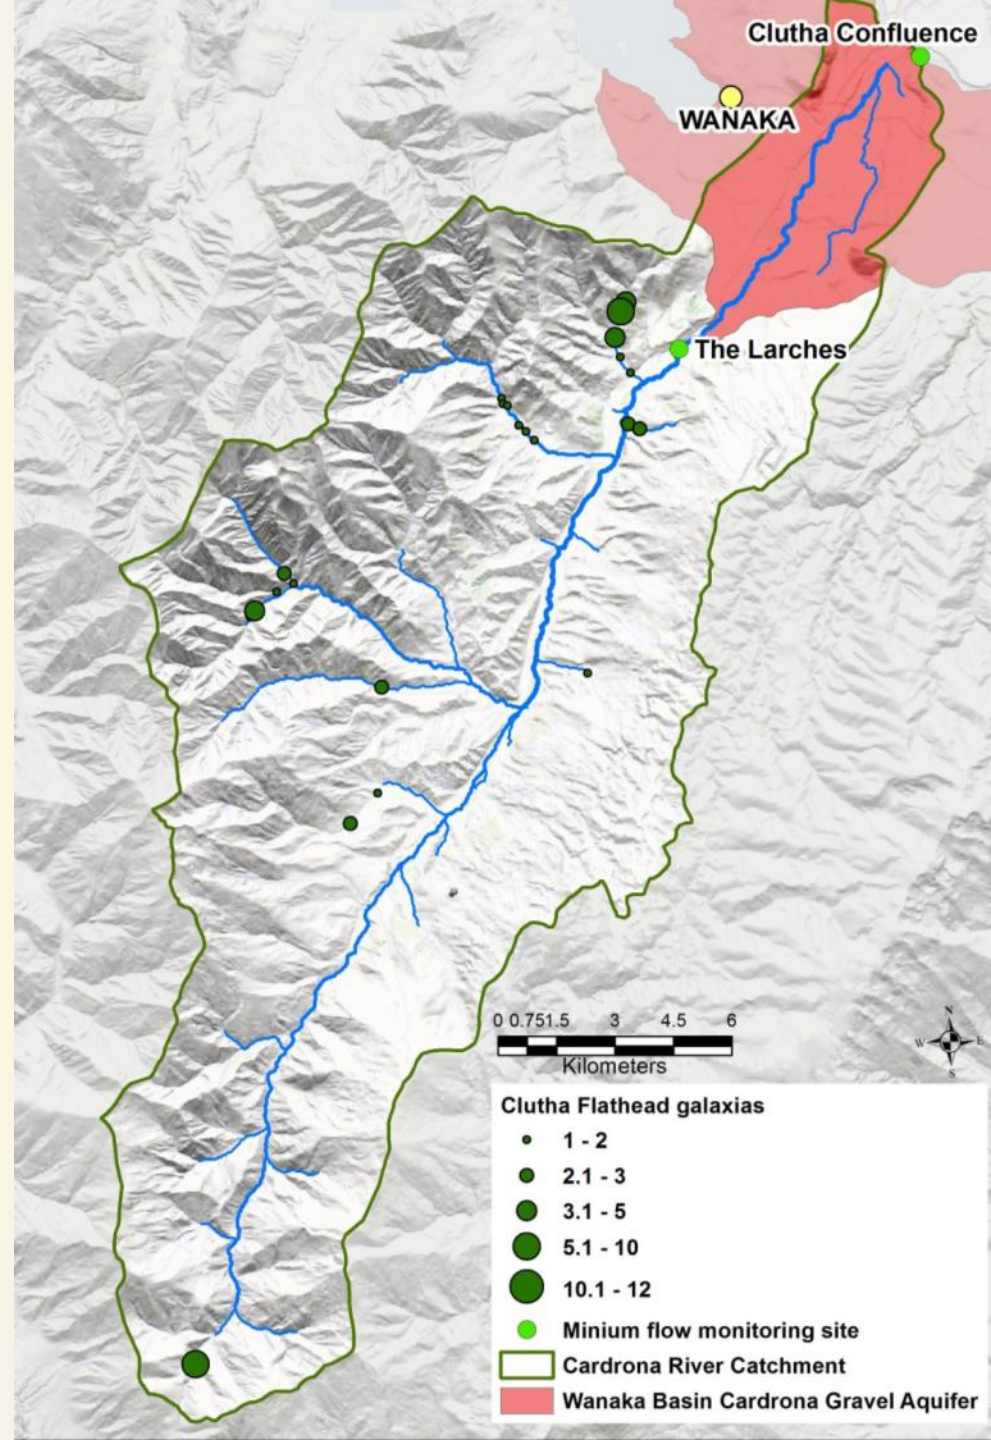 Clutha Confluence
WANAKA
The Larches
0 0.75 1.5 3 4.5 6
Kilometers
N
W E
S
Clutha Flathead galaxias
1 - 2
2.1 - 3
3.1 - 5
5.1 - 10
10.1 - 12
Minium flow monitoring site
Cardrona River Catchment
Wanaka Basin Cardrona Gravel Aquifer